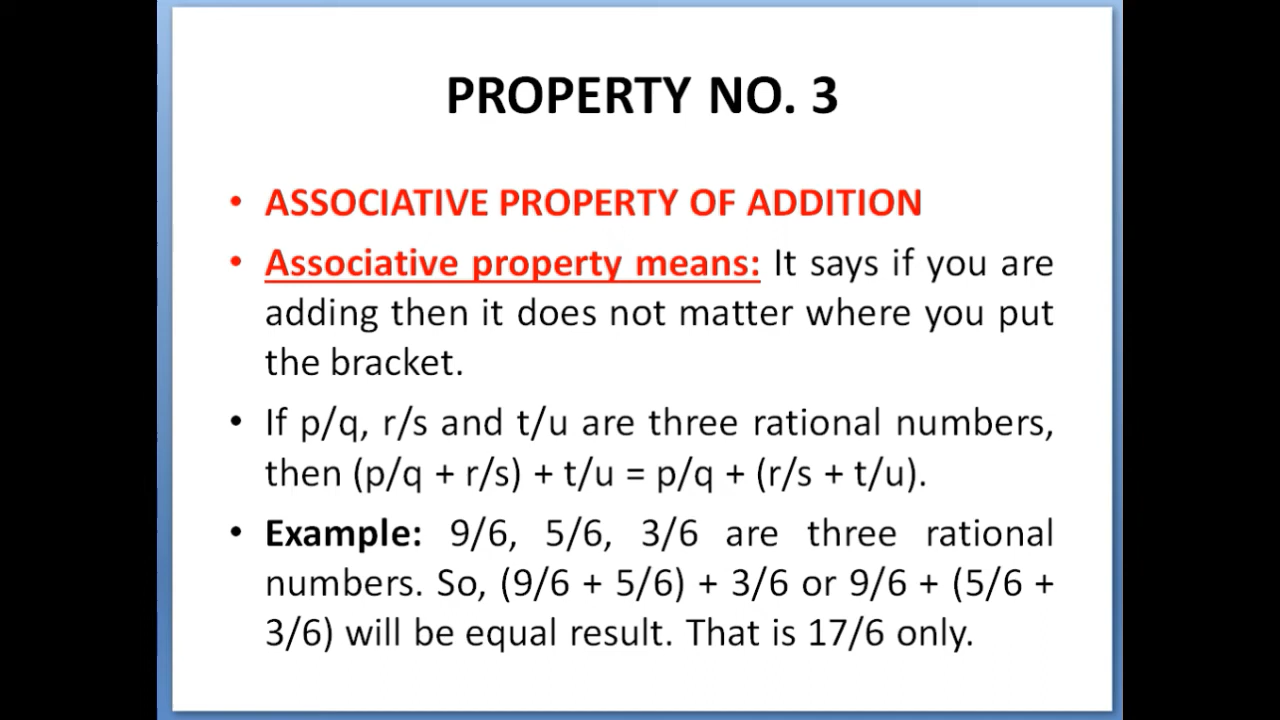 PROPERTY NO. 3
• ASSOCIATIVE PROPERTY OF ADDITION
• Associative property means: It says if you are
adding then it does not matter where you put
the bracket.
• If p/q, r/s and t/u are three rational numbers,
then (p/q + r/s) + t/u = p/q + (r/s + t/u).
• Example: 9/6, 5/6, 3/6 are three rational
numbers. So, (9/6 + 5/6) + 3/6 or 9/6 + (5/6 +
3/6) will be equal result. That is 17/6 only.